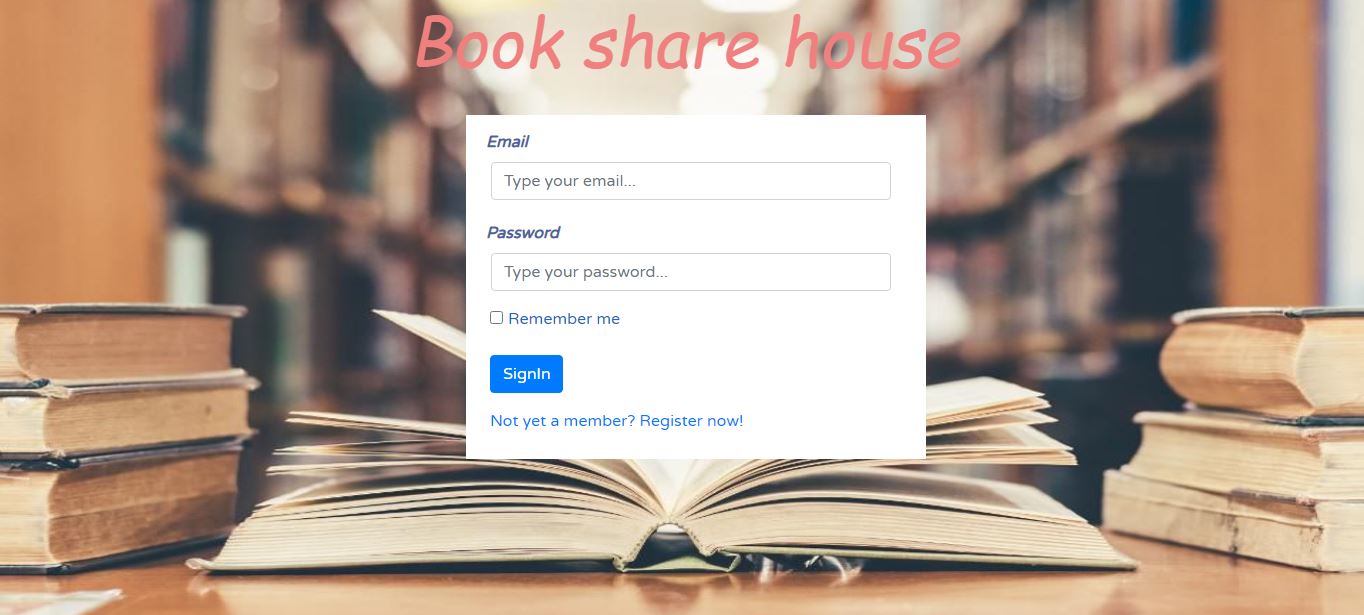 Book share house
Email
Type your email...
Password
Type your password...
Remember me
SignIn
Not yet a member? Register now!